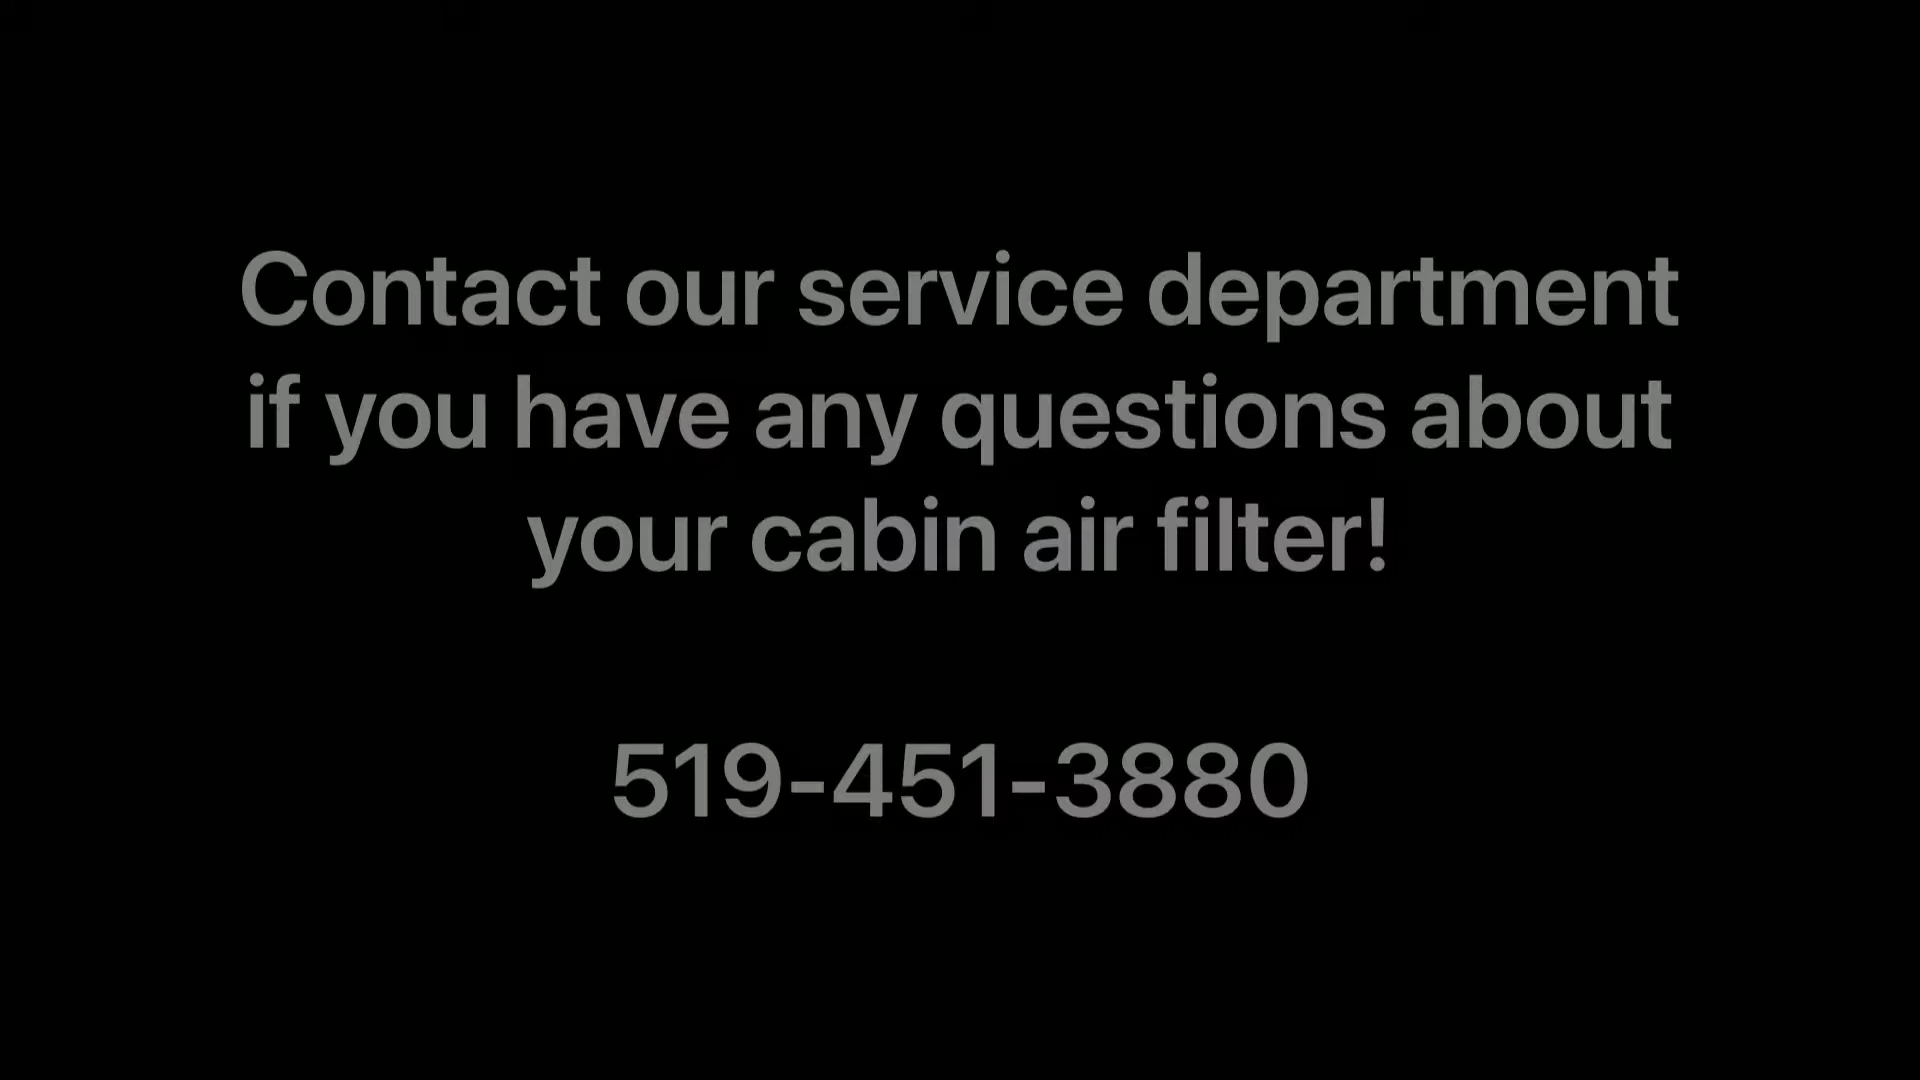 Contact our service department
if you have any questions about
your cabin air filter!
519-451-3880